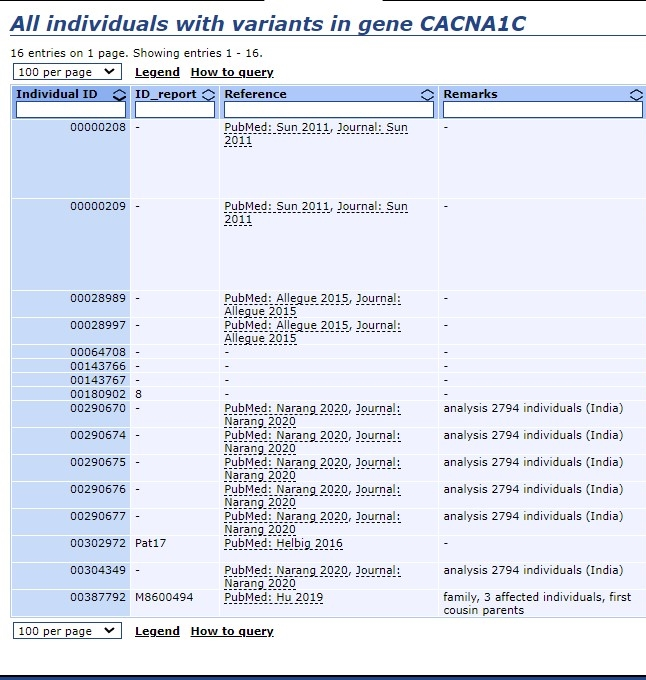 All individuals with variants in gene CACNA1C
16 entries on 1 page. Showing entries 1 - 16.
100 per page Legend How to query
Individual ID ID_report Reference Remarks
00000208 - PubMed: Sun 2011, Journal: Sun -
2011
00000209 - PubMed: Sun 2011, Journal: Sun -
2011
00028989 - PubMed: Allegue 2015, Journal: -
Allegue 2015
00028997 - PubMed: Allegue 2015, Journal: -
Allegue 2015
00064708 - - -
00143766 - - -
00143767 - - -
00180902 8 - -
00290670 - PubMed: Narang 2020, Journal: analysis 2794 individuals (India)
Narang 2020
00290674 - PubMed: Narang 2020, Journal: analysis 2794 individuals (India)
Narang 2020
00290675 - PubMed: Narang 2020, Journal: analysis 2794 individuals (India)
Narang 2020
00290676 - PubMed: Narang 2020, Journal: analysis 2794 individuals (India)
Narang 2020
00290677 - PubMed: Narang 2020, Journal: analysis 2794 individuals (India)
Narang 2020
00302972 Pat17 PubMed: Helbig 2016 -
00304349 - PubMed: Narang 2020, Journal: analysis 2794 individuals (India)
Narang 2020
00387792 M8600494 PubMed: Hu 2019 family, 3 affected individuals, first
cousin parents
100 per page Legend How to query